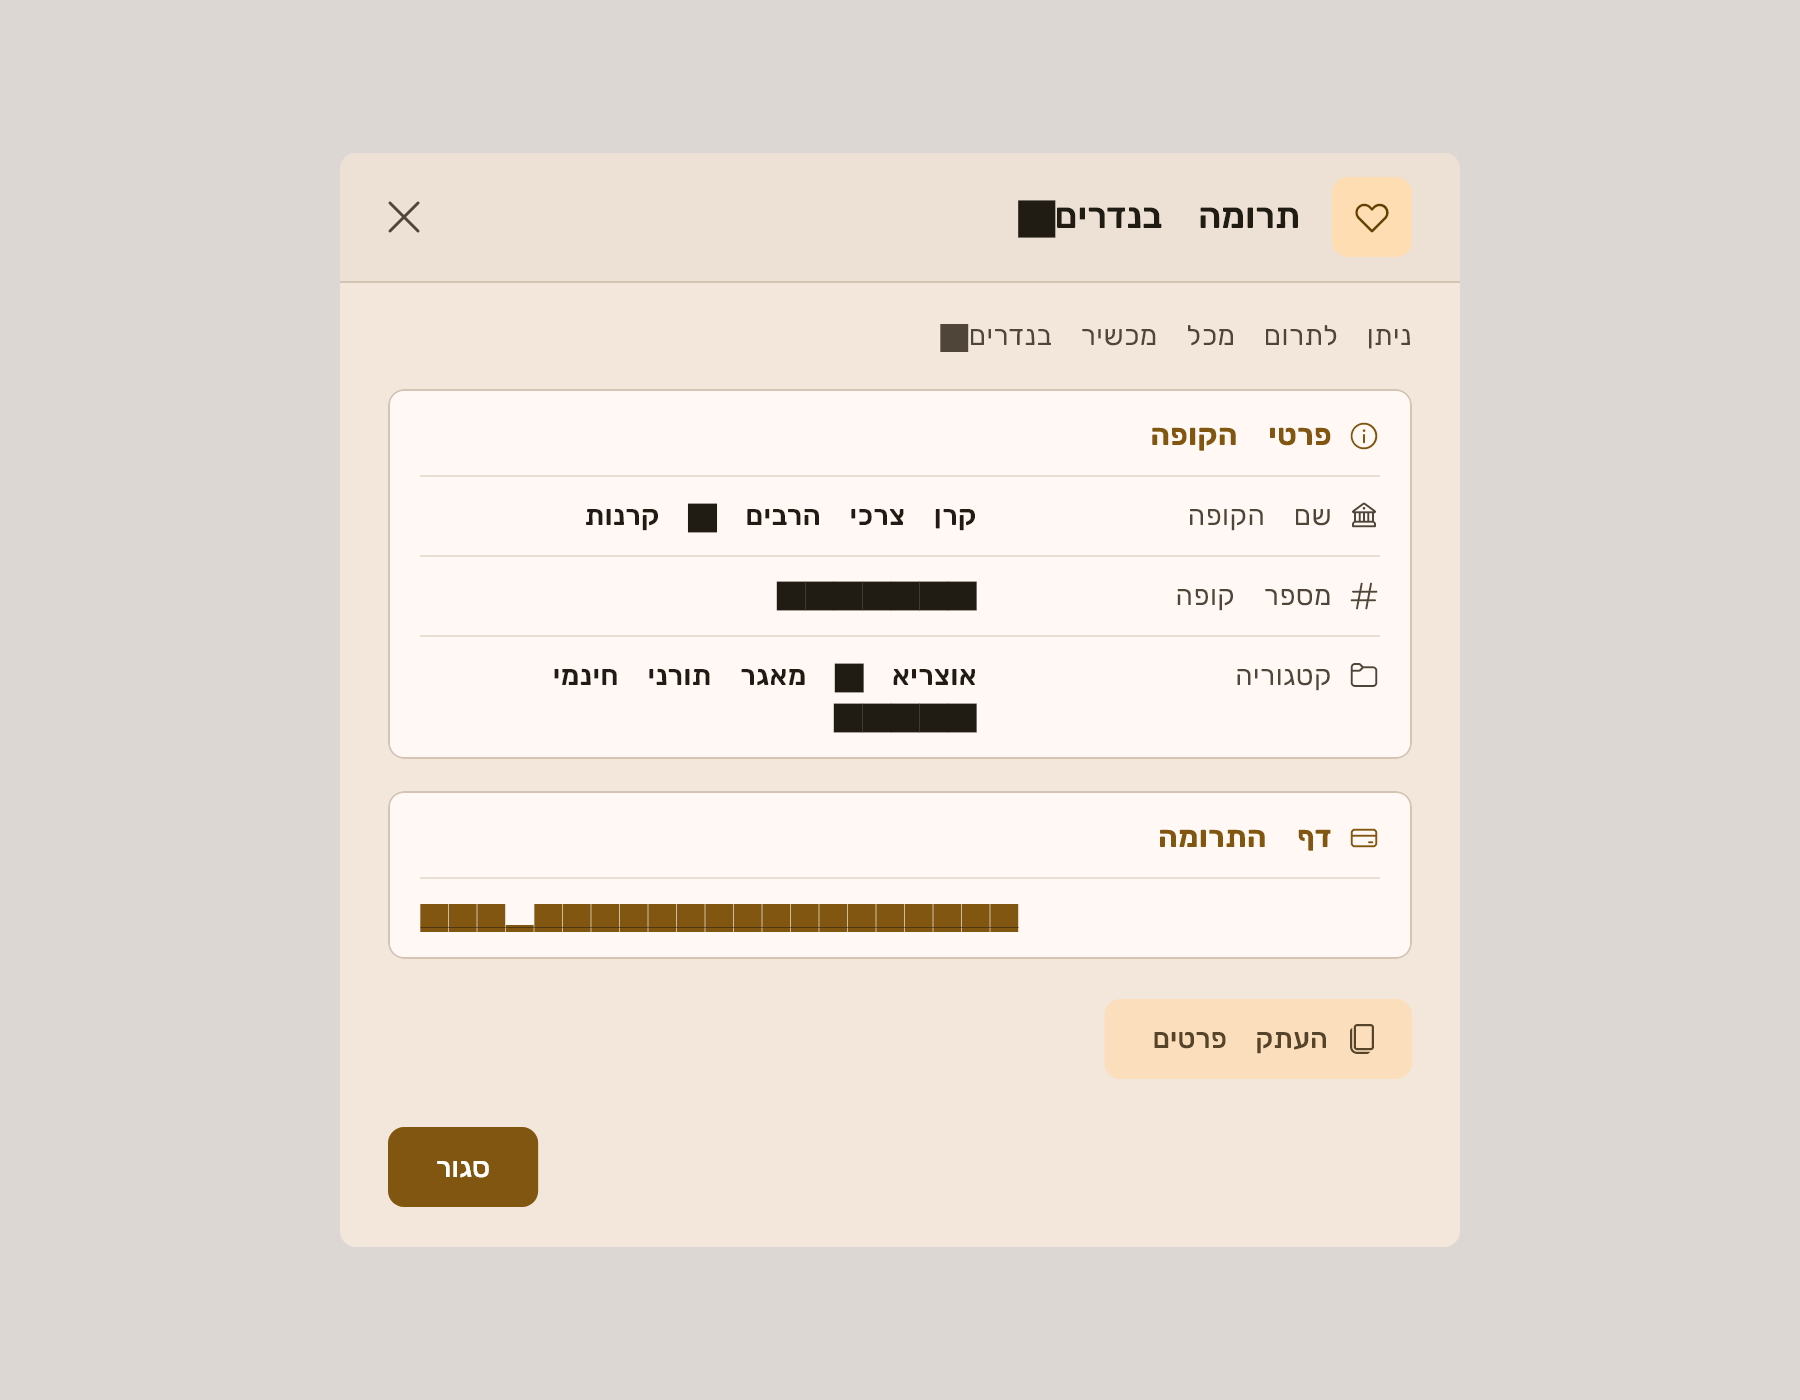 תרומה בנדרים
ניתן לתרום מכל מכשיר בנדרים
פרטי הקופה
שם הקופה קרן צרכי הרבים קרנות
מספר קופה
קטגוריה אוצריא מאגר תורני חינמי
דף התרומה
העתק פרטים
סגור